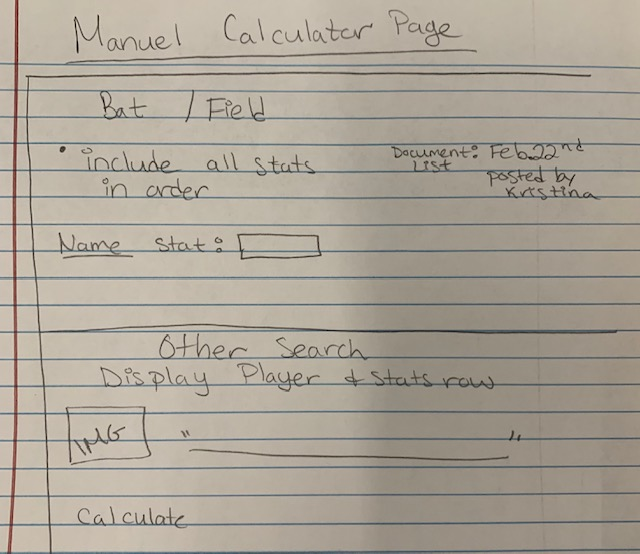 Manuel Calculator Page
Bat / Field
• include all stats
in order
Document: Feb. 22nd
List
posted by
Kristina
Name stat:
Other Search
Display Player & stats row
IMG " "
Calculate